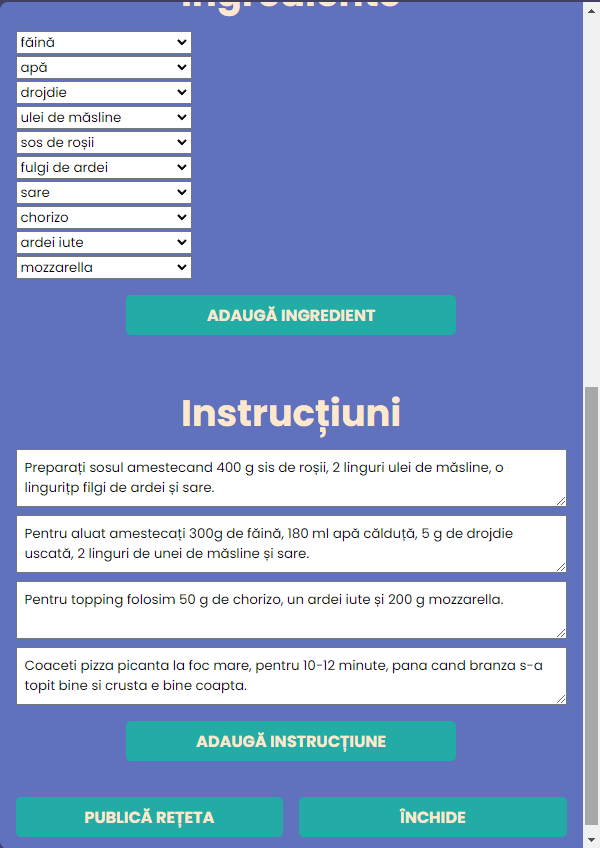 Ingrediente
făină
apă
drojdie
ulei de măsline
sos de roșii
fulgi de ardei
sare
chorizo
ardei iute
mozzarella
ADAUGĂ INGREDIENT
Instrucțiuni
Preparați sosul amestecand 400 g sis de roșii, 2 linguri ulei de măsline, o
lingurițp filgi de ardei și sare.
Pentru aluat amestecați 300g de făină, 180 ml apă călduță, 5 g de drojdie
uscată, 2 linguri de unei de măsline și sare.
Pentru topping folosim 50 g de chorizo, un ardei iute și 200 g mozzarella.
Coaceti pizza picanta la foc mare, pentru 10-12 minute, pana cand branza s-a
topit bine si crusta e bine coapta.
ADAUGĂ INSTRUCȚIUNE
PUBLICĂ REȚETA
ÎNCHIDE